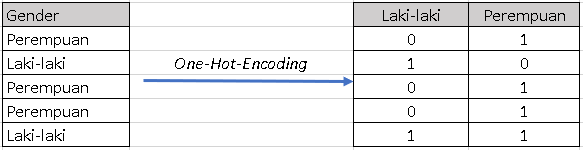 Gender Laki-laki Perempuan
Perempuan 0 1
Laki-laki One-Hot-Encoding 1 0
Perempuan 0 1
Perempuan 0 1
Laki-laki 1 1